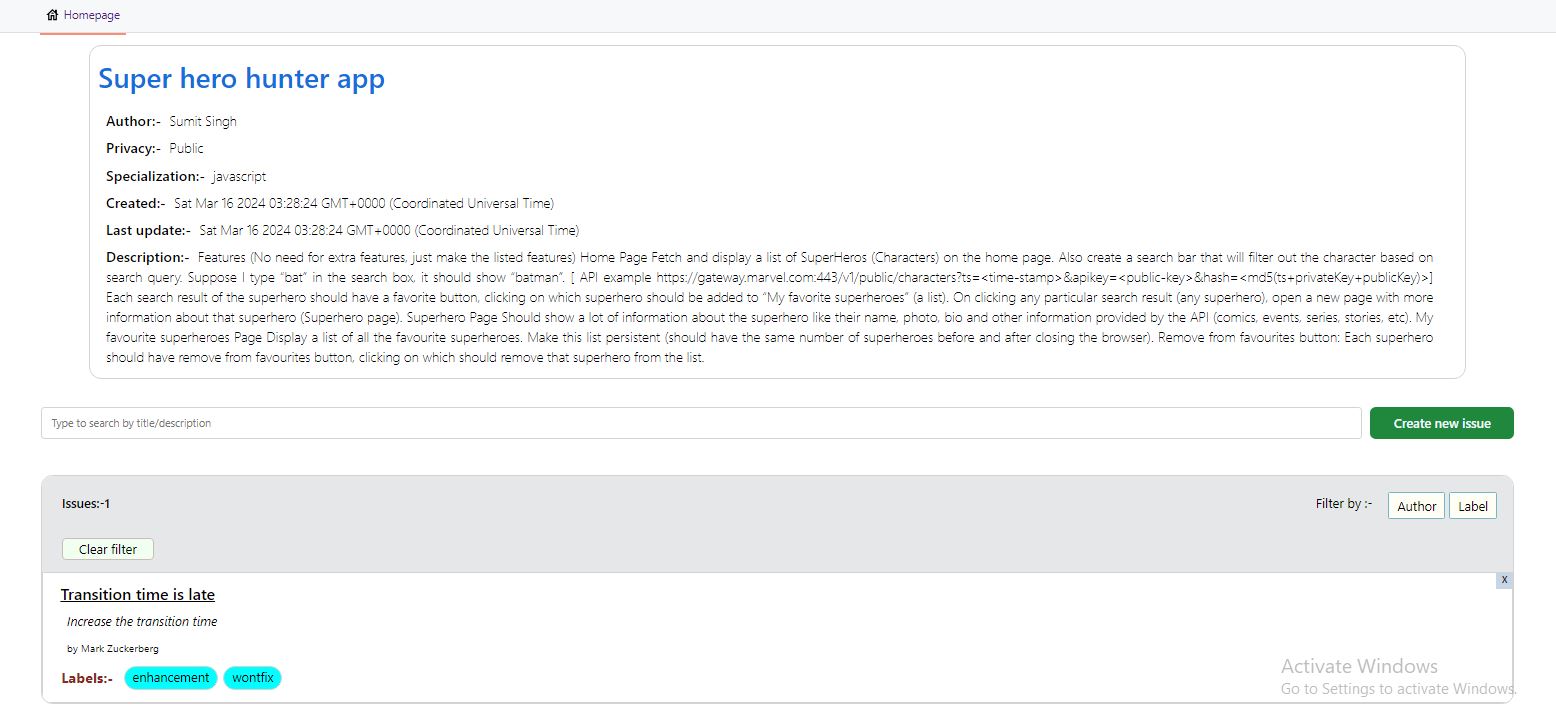 Homepage
Super hero hunter app
Author:- Sumit Singh
Privacy:- Public
Specialization:- javascript
Created:- Sat Mar 16 2024 03:28:24 GMT+0000 (Coordinated Universal Time)
Last update:- Sat Mar 16 2024 03:28:24 GMT+0000 (Coordinated Universal Time)
Description:- Features (No need for extra features, just make the listed features) Home Page Fetch and display a list of SuperHeros (Characters) on the home page. Also create a search bar that will filter out the character based on
search query. Suppose I type “bat” in the search box, it should show “batman”. [ API example https://gateway.marvel.com:443/v1/public/characters?ts=<time-stamp>&apikey=<public-key>&hash=<md5(ts+privateKey+publicKey)>]
Each search result of the superhero should have a favorite button, clicking on which superhero should be added to “My favorite superheroes” (a list). On clicking any particular search result (any superhero), open a new page with more
information about that superhero (Superhero page). Superhero Page Should show a lot of information about the superhero like their name, photo, bio and other information provided by the API (comics, events, series, stories, etc). My
favourite superheroes Page Display a list of all the favourite superheroes. Make this list persistent (should have the same number of superheroes before and after closing the browser). Remove from favourites button: Each superhero
should have remove from favourites button, clicking on which should remove that superhero from the list.
Type to search by title/description
Create new issue
Issues:-1
Filter by :- Author Label
Clear filter
X
Transition time is late
Increase the transition time
by Mark Zuckerberg
Labels:- enhancement wontfix
Activate Windows
Go to Settings to activate Windows.